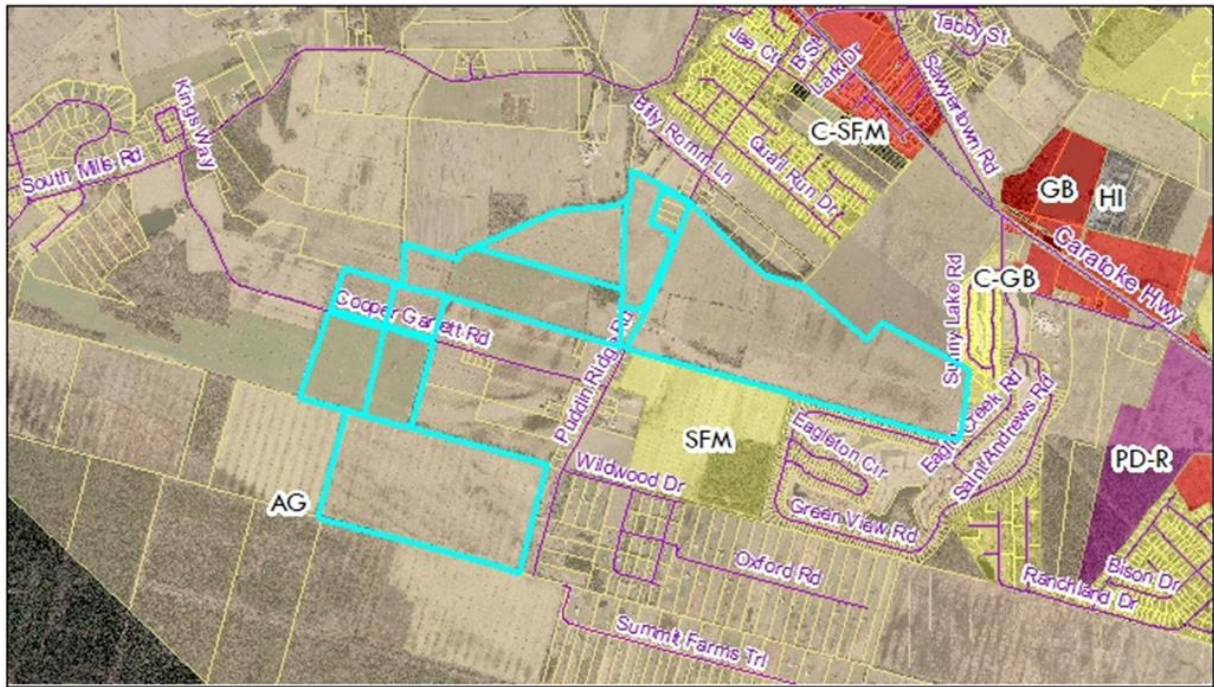 Tabby St
Jas Ct
B St
Lark Dr
Sawyertown Rd
Kings Way
Billy Romm Ln
C-SFM
Quail Run Dr
South Mills Rd
GB
HI
Caratoke Hwy
C-GB
Cooper Garrett Rd
Sunny Lake Rd
Puddin Ridge Rd
SFM
Eagleton Cir
Eagle Creek Rd
Saint Andrews Rd
PD-R
Wildwood Dr
AG
Green View Rd
Oxford Rd
Bison Dr
Ranchland Dr
Summit Farms Trl